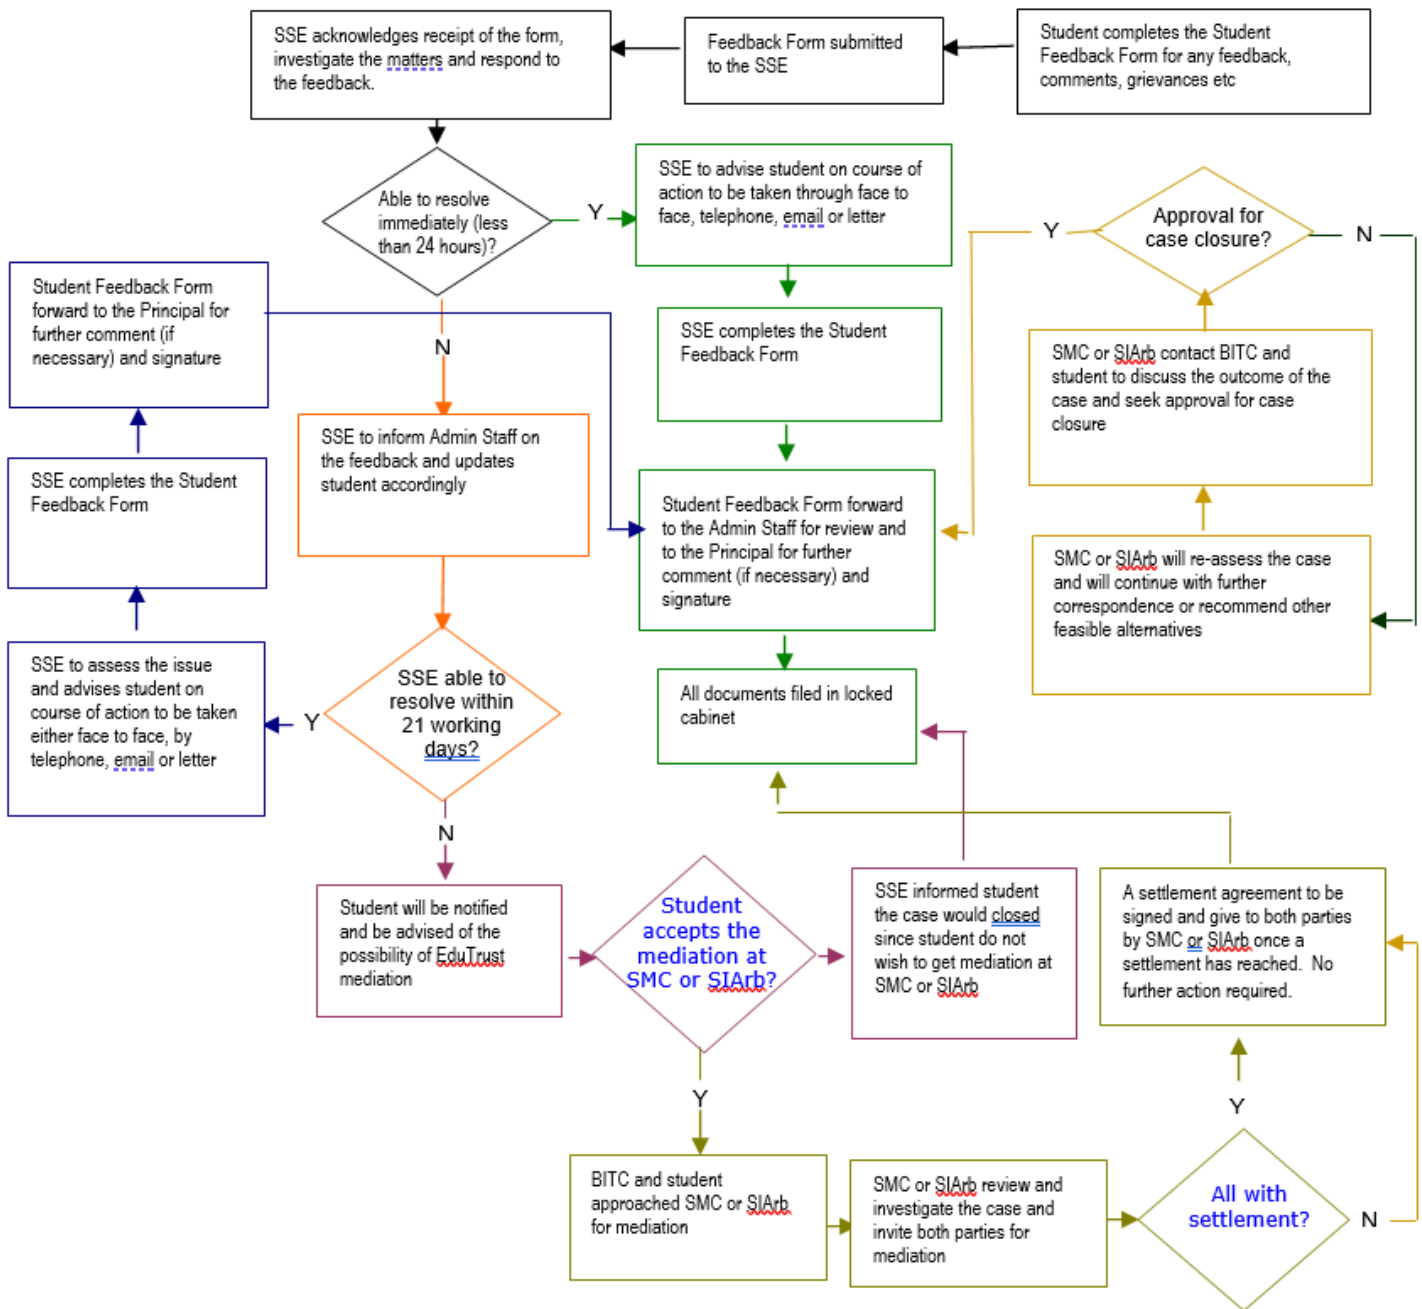 Student completes the Student
Feedback Form for any feedback,
comments, grievances etc
Feedback Form submitted
to the SSE
SSE acknowledges receipt of the form,
investigate the matters and respond to
the feedback.
Able to resolve
immediately (less
than 24 hours)?
Y
SSE to advise student on course of
action to be taken through face to
face, telephone, email or letter
SSE completes the Student
Feedback Form
Student Feedback Form forward
to the Admin Staff for review and
to the Principal for further
comment (if necessary) and
signature
All documents filed in locked
cabinet
N
SSE to inform Admin Staff on
the feedback and updates
student accordingly
SSE able to
resolve within
21 working
days?
Y
SSE to assess the issue
and advises student on
course of action to be taken
either face to face, by
telephone, email or letter
SSE completes the Student
Feedback Form
Student Feedback Form
forward to the Principal for
further comment (if
necessary) and signature
N
Student will be notified
and be advised of the
possibility of EduTrust
mediation
Student
accepts the
mediation at
SMC or SIArb?
SSE informed student
the case would closed
since student do not
wish to get mediation at
SMC or SIArb
Y
BITC and student
approached SMC or SIArb
for mediation
SMC or SIArb review and
investigate the case and
invite both parties for
mediation
All with
settlement?
Y
A settlement agreement to be
signed and give to both parties
by SMC or SIArb once a
settlement has reached. No
further action required.
N
SMC or SIArb will re-assess the case
and will continue with further
correspondence or recommend other
feasible alternatives
SMC or SIArb contact BITC and
student to discuss the outcome of the
case and seek approval for case
closure
Approval for
case closure?
Y
N